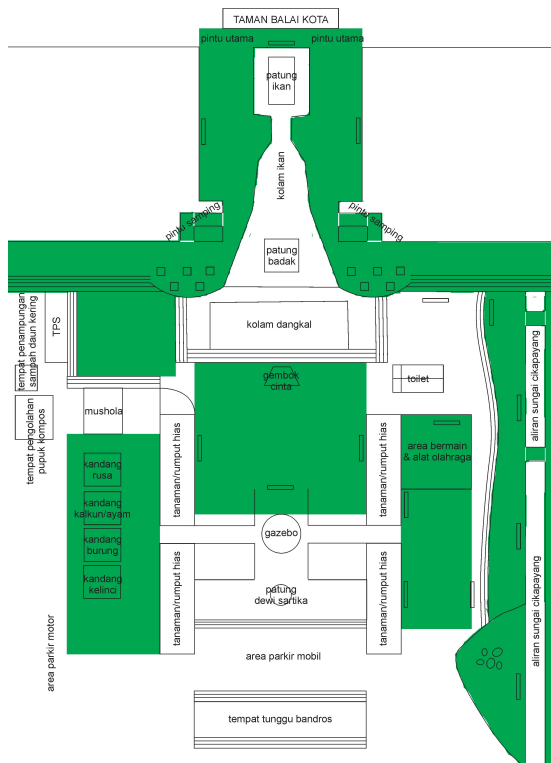 TAMAN BALAI KOTA
pintu utama
pintu utama
patung
ikan
kolam ikan
pintu samping
pintu samping
patung
badak
kolam dangkal
tempat penampungan
sampah daun kering
TPS
gembok
cinta
toilet
aliran sungai cikapayang
tempat pengolahan
pupuk kompos
mushola
tanaman/rumput hias
tanaman/rumput hias
area bermain
& alat olahraga
kandang
rusa
kandang
kalkun/ayam
kandang
burung
kandang
kelinci
gazebo
tanaman/rumput hias
tanaman/rumput hias
patung
dewi sartika
aliran sungai cikapayang
area parkir motor
area parkir mobil
tempat tunggu bandros